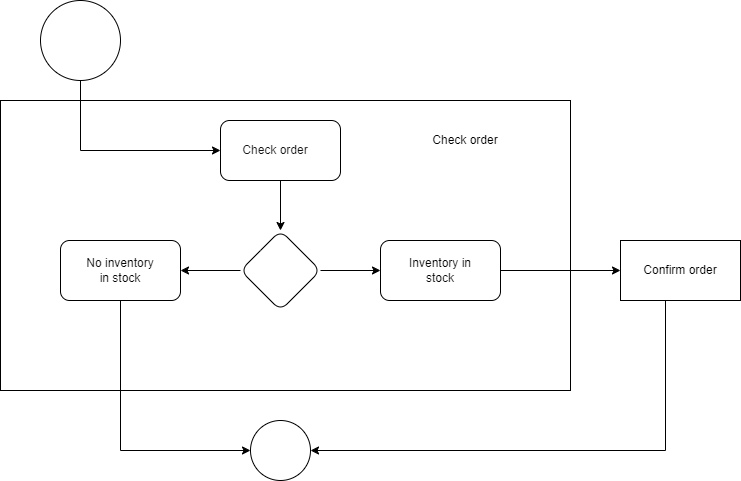 Check order
Check order
No inventory
in stock
Inventory in
stock
Confirm order